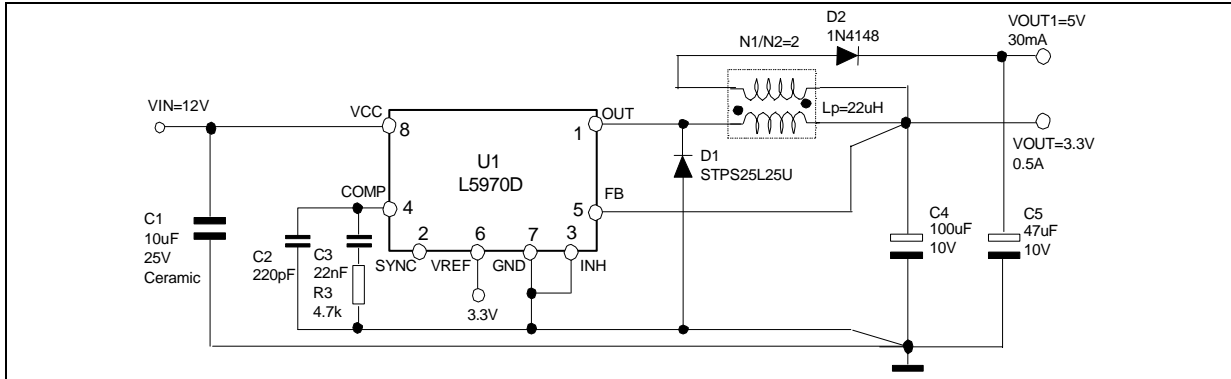 D2
1N4148
VOUT1=5V
30mA
N1/N2=2
VIN=12V
VCC
8
OUT
1
Lp=22uH
VOUT=3.3V
0.5A
U1
L5970D
D1
STPS25L25U
COMP
4
FB
5
C1
10uF
25V
Ceramic
C2
220pF
C3
22nF
R3
4.7k
2
SYNC
6
VREF
7
GND
3
INH
3.3V
C4
100uF
10V
C5
47uF
10V